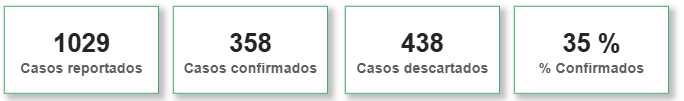 1029 358 438 35 %
Casos reportados Casos confirmados Casos descartados % Confirmados